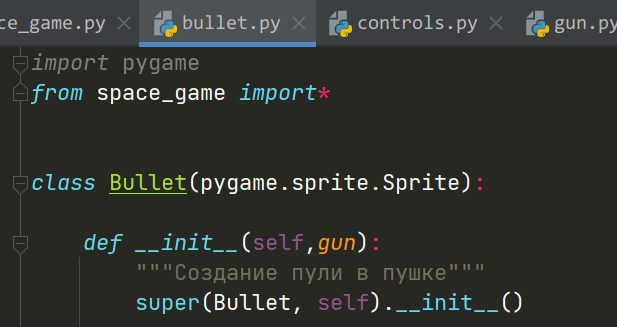 ce_game.py bullet.py controls.py gun.py
import pygame
from space_game import*
class Bullet(pygame.sprite.Sprite):
def __init__(self,gun):
"""Создание пули в пушке"""
super(Bullet, self).__init__()